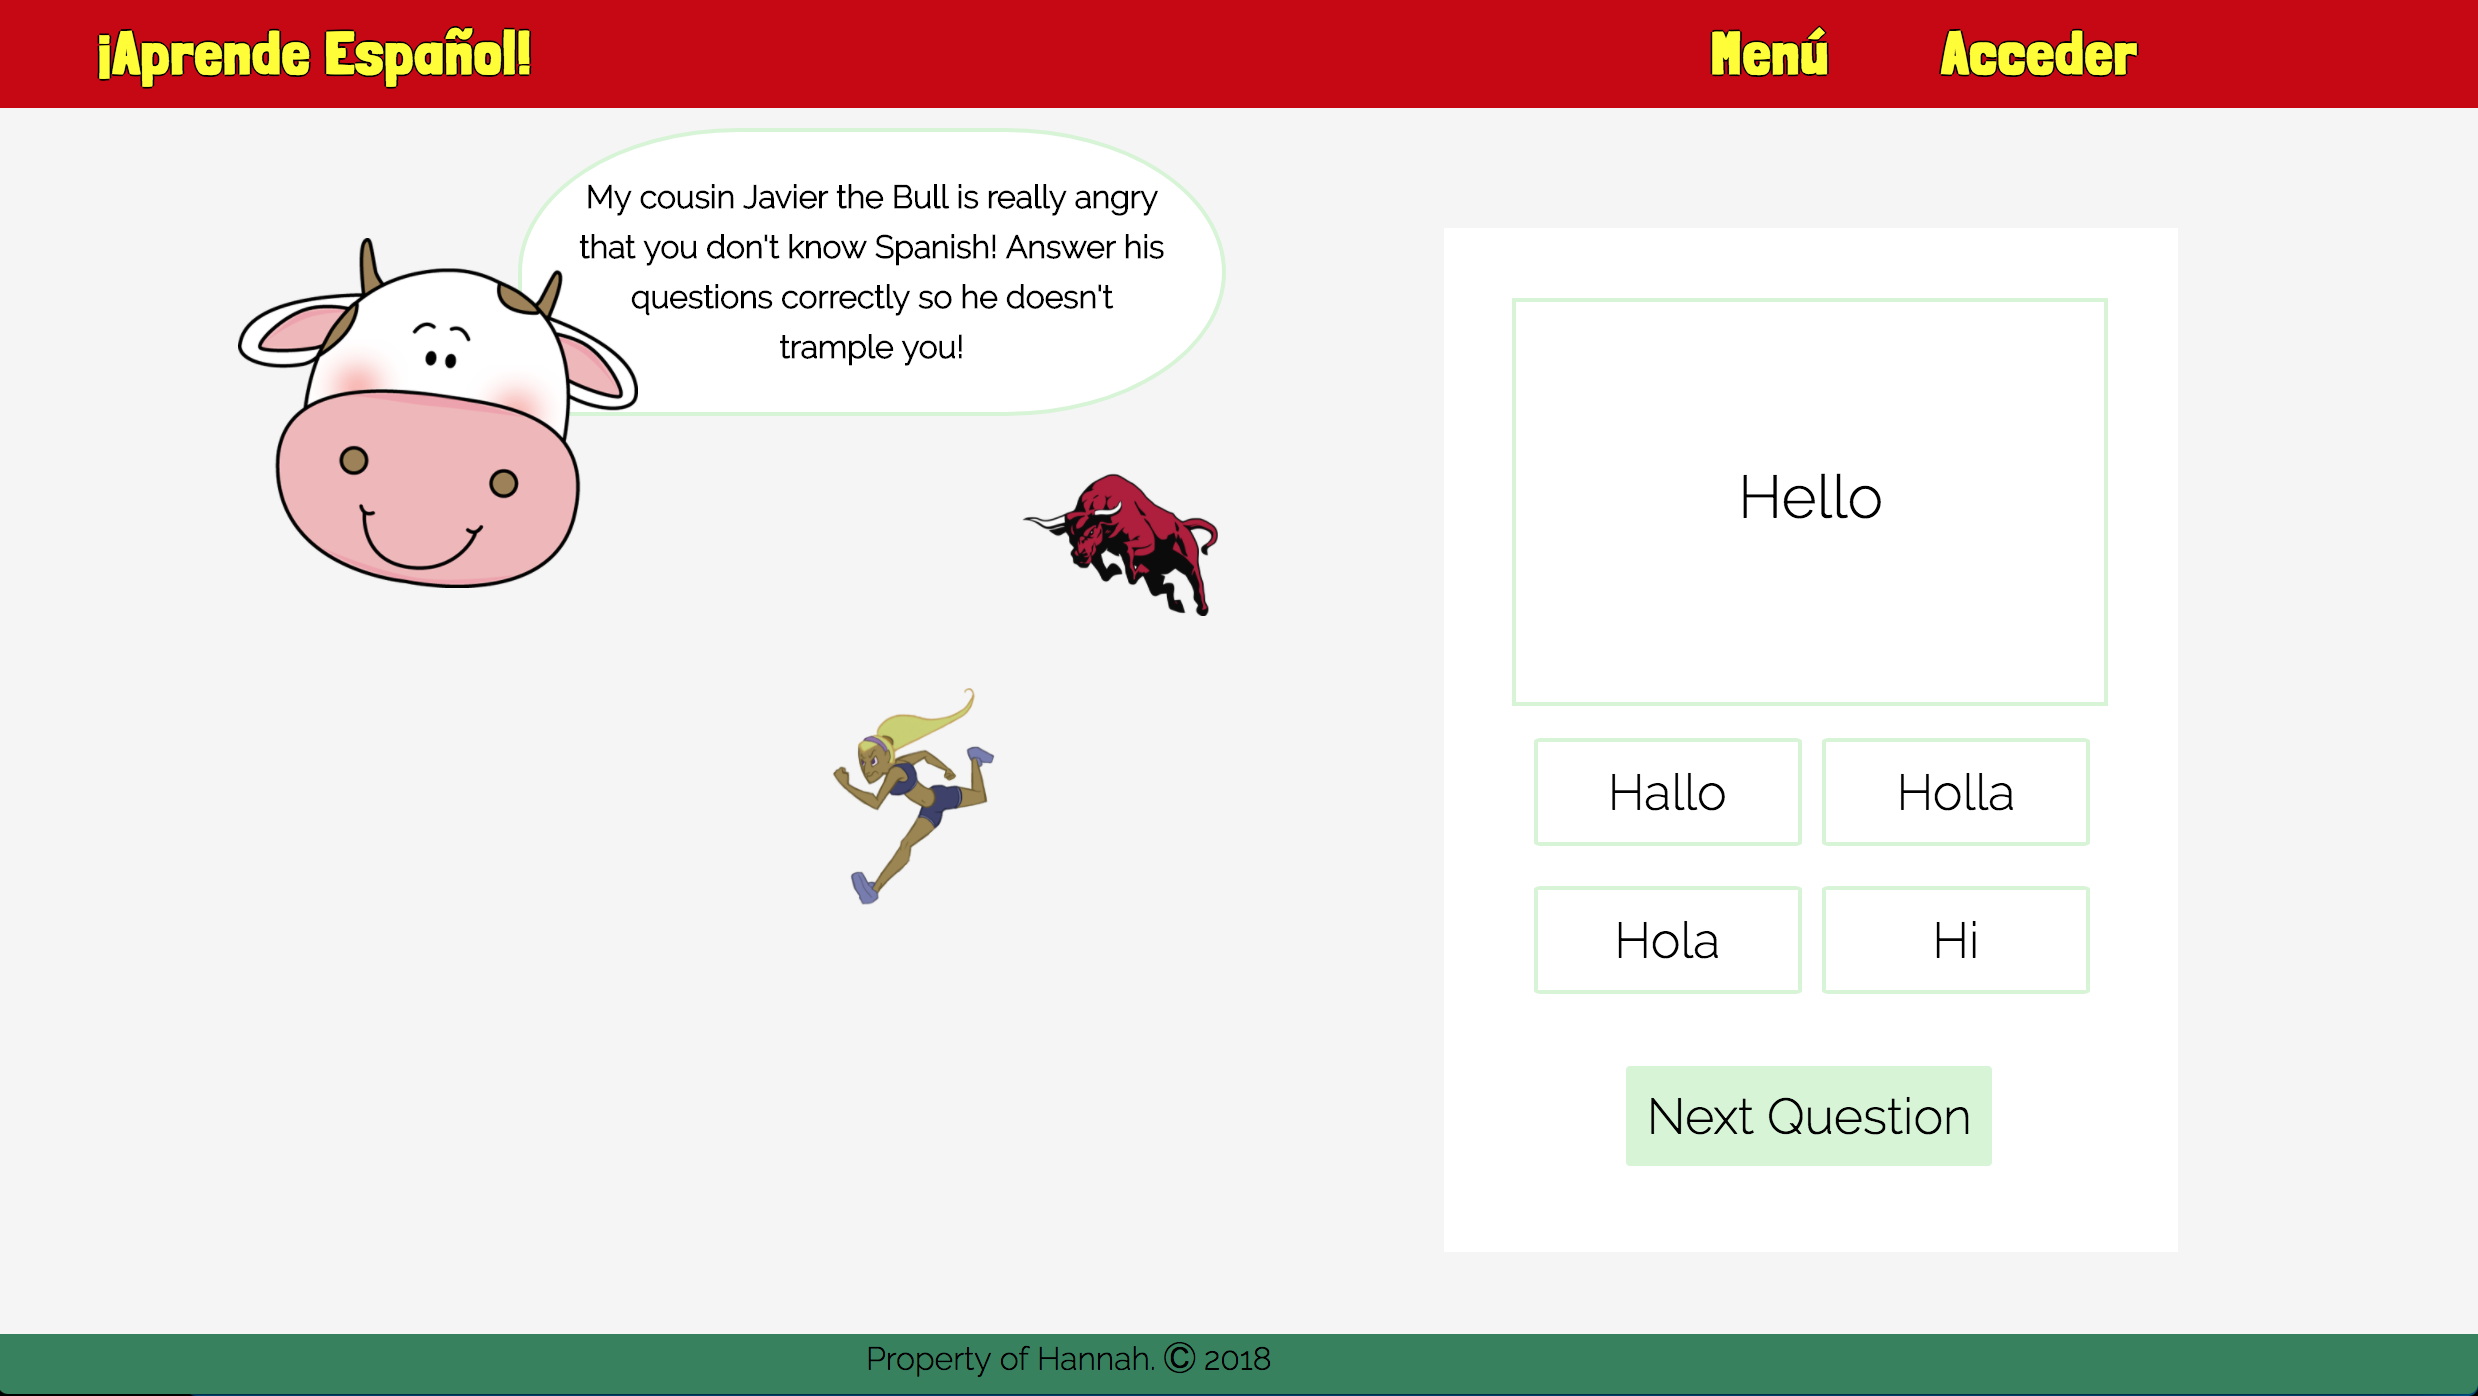 ¡Aprende Español!
Menú
Acceder
My cousin Javier the Bull is really angry
that you don't know Spanish! Answer his
questions correctly so he doesn't
trample you!
Hello
Hallo
Holla
Hola
Hi
Next Question
Property of Hannah. © 2018